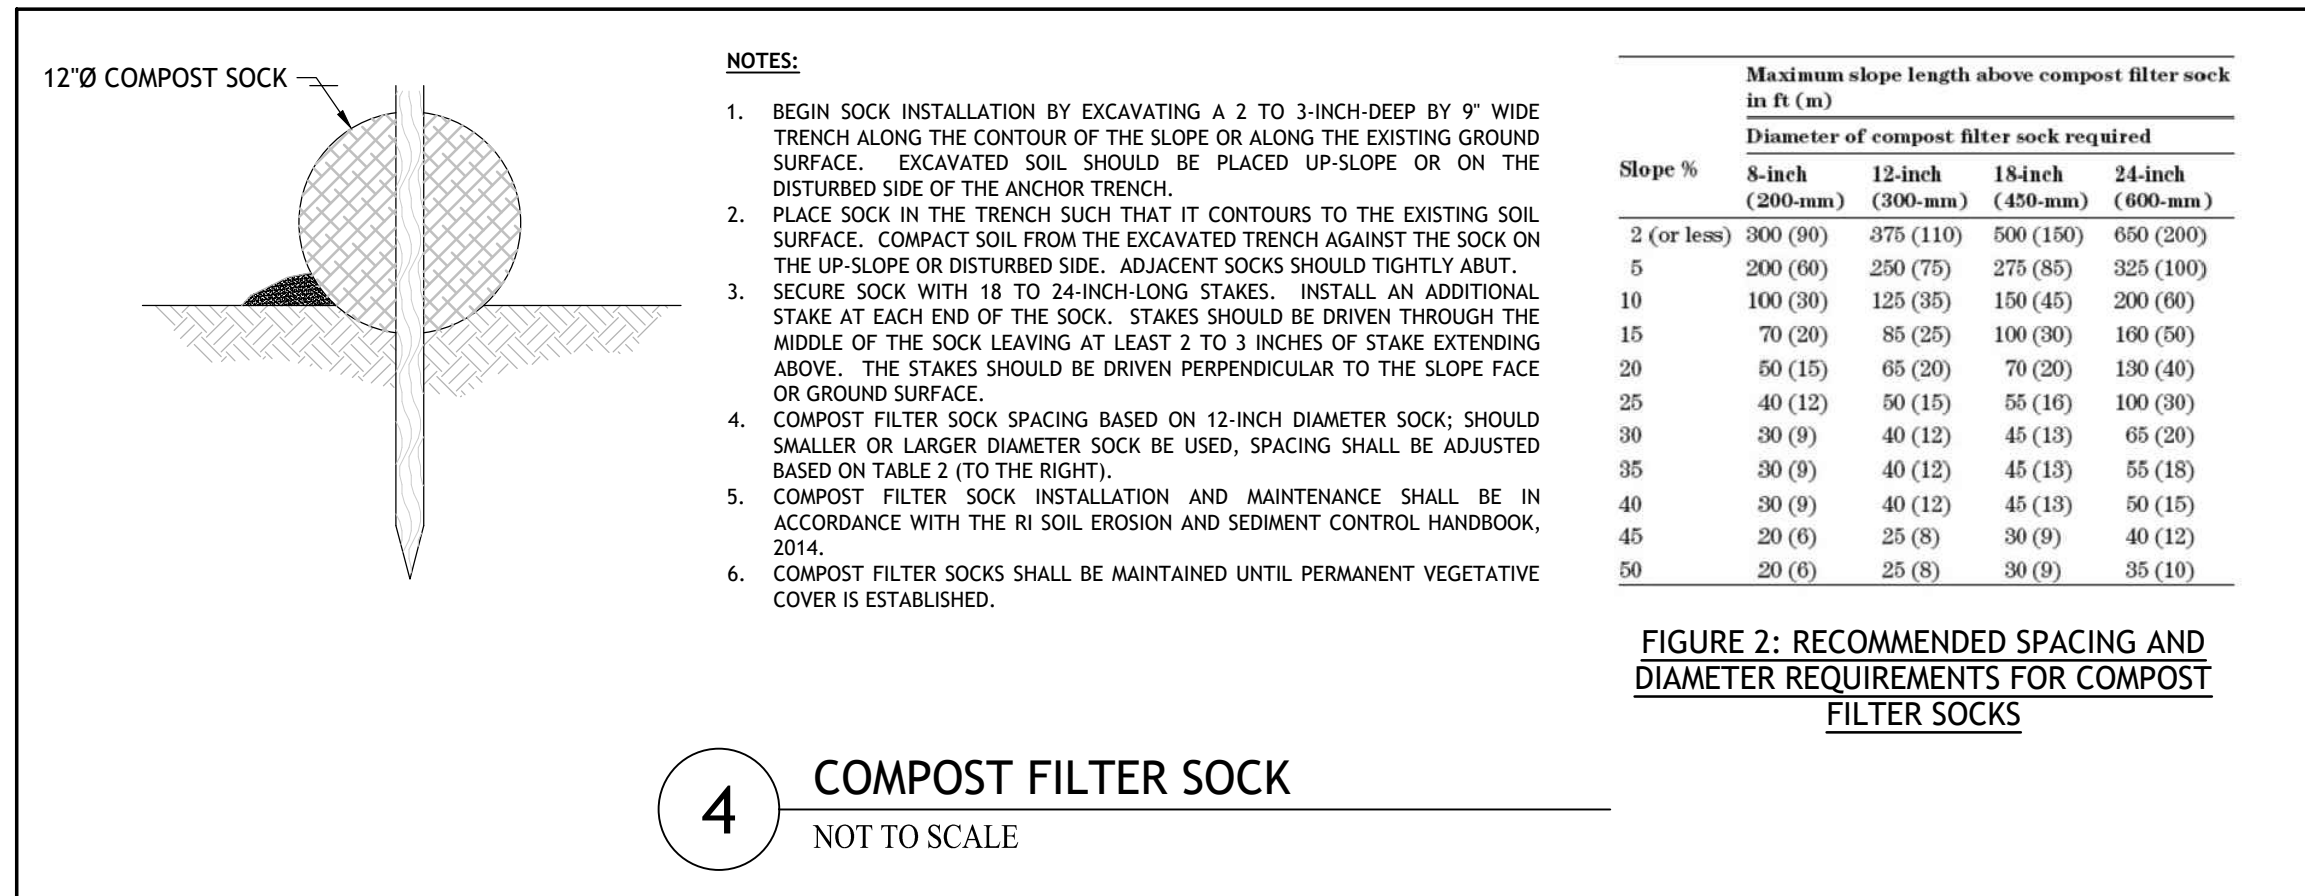 12"Ø COMPOST SOCK
NOTES:
1. BEGIN SOCK INSTALLATION BY EXCAVATING A 2 TO 3-INCH-DEEP BY 9" WIDE
TRENCH ALONG THE CONTOUR OF THE SLOPE OR ALONG THE EXISTING GROUND
SURFACE. EXCAVATED SOIL SHOULD BE PLACED UP-SLOPE OR ON THE
DISTURBED SIDE OF THE ANCHOR TRENCH.
2. PLACE SOCK IN THE TRENCH SUCH THAT IT CONTOURS TO THE EXISTING SOIL
SURFACE. COMPACT SOIL FROM THE EXCAVATED TRENCH AGAINST THE SOCK ON
THE UP-SLOPE OR DISTURBED SIDE. ADJACENT SOCKS SHOULD TIGHTLY ABUT.
3. SECURE SOCK WITH 18 TO 24-INCH-LONG STAKES. INSTALL AN ADDITIONAL
STAKE AT EACH END OF THE SOCK. STAKES SHOULD BE DRIVEN THROUGH THE
MIDDLE OF THE SOCK LEAVING AT LEAST 2 TO 3 INCHES OF STAKE EXTENDING
ABOVE. THE STAKES SHOULD BE DRIVEN PERPENDICULAR TO THE SLOPE FACE
OR GROUND SURFACE.
4. COMPOST FILTER SOCK SPACING BASED ON 12-INCH DIAMETER SOCK; SHOULD
SMALLER OR LARGER DIAMETER SOCK BE USED, SPACING SHALL BE ADJUSTED
BASED ON TABLE 2 (TO THE RIGHT).
5. COMPOST FILTER SOCK INSTALLATION AND MAINTENANCE SHALL BE IN
ACCORDANCE WITH THE RI SOIL EROSION AND SEDIMENT CONTROL HANDBOOK,
2014.
6. COMPOST FILTER SOCKS SHALL BE MAINTAINED UNTIL PERMANENT VEGETATIVE
COVER IS ESTABLISHED.
Maximum slope length above compost filter sock
in ft (m)
Diameter of compost filter sock required
Slope % 8-inch 12-inch 18-inch 24-inch
(200-mm) (300-mm) (450-mm) (600-mm)
2 (or less) 300 (90) 375 (110) 500 (150) 650 (200)
5 200 (60) 250 (75) 275 (85) 325 (100)
10 100 (30) 125 (35) 150 (45) 200 (60)
15 70 (20) 85 (25) 100 (30) 160 (50)
20 50 (15) 65 (20) 70 (20) 130 (40)
25 40 (12) 50 (15) 55 (16) 100 (30)
30 30 (9) 40 (12) 45 (13) 65 (20)
35 30 (9) 40 (12) 45 (13) 55 (18)
40 30 (9) 40 (12) 45 (13) 50 (15)
45 20 (6) 25 (8) 30 (9) 40 (12)
50 20 (6) 25 (8) 30 (9) 35 (10)
FIGURE 2: RECOMMENDED SPACING AND
DIAMETER REQUIREMENTS FOR COMPOST
FILTER SOCKS
4 COMPOST FILTER SOCK
NOT TO SCALE